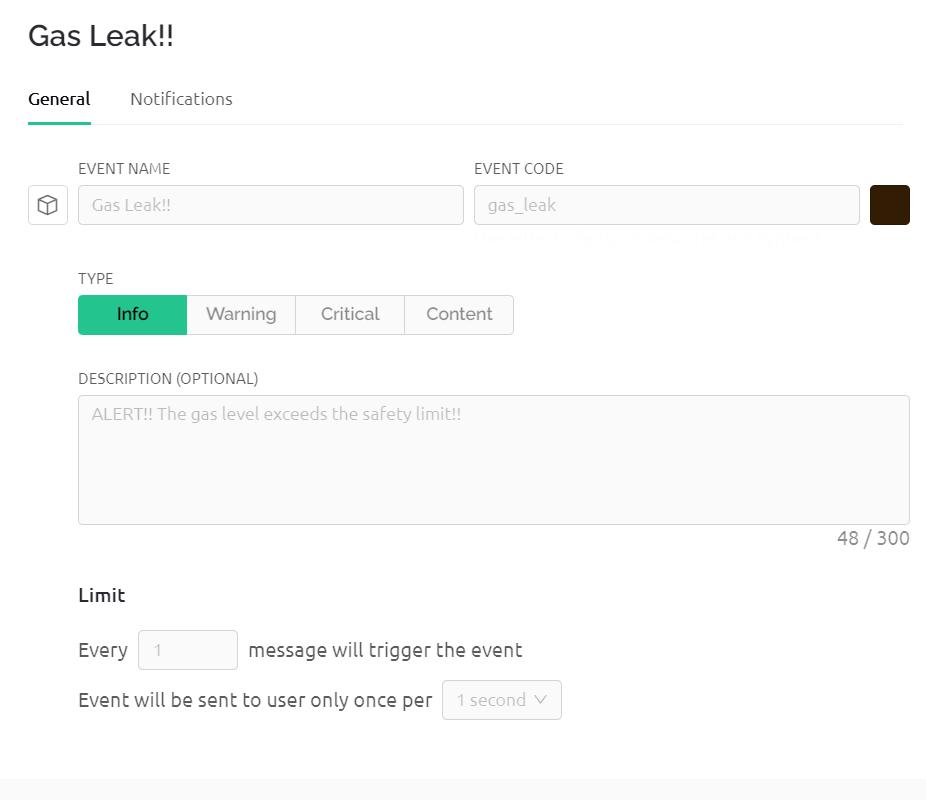 Gas Leak!!
General Notifications
EVENT NAME EVENT CODE
Gas Leak!! gas_leak
TYPE
Info Warning Critical Content
DESCRIPTION (OPTIONAL)
ALERT!! The gas level exceeds the safety limit!!
48 / 300
Limit
Every 1 message will trigger the event
Event will be sent to user only once per 1 second